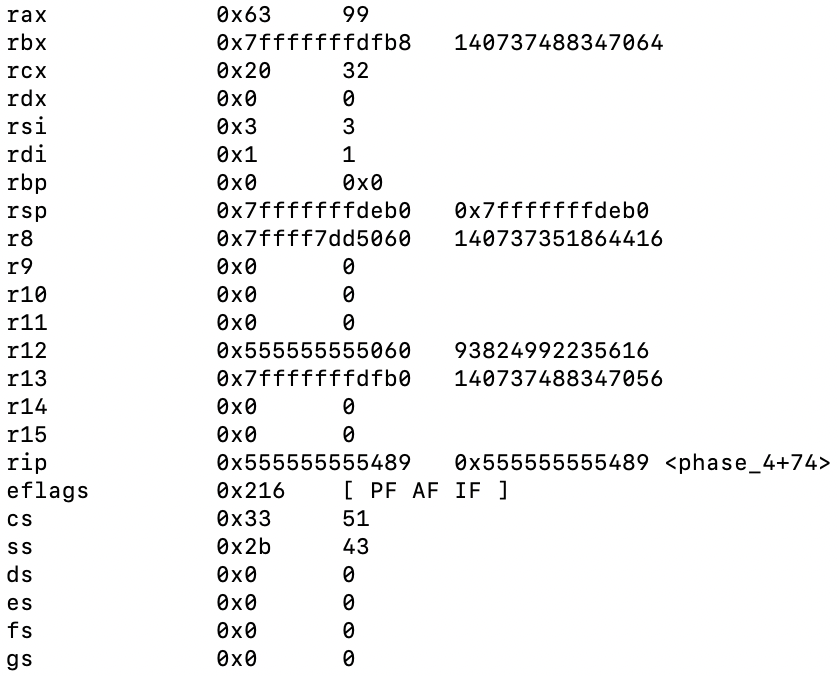 rax 0x63 99
rbx 0x7fffffffdfb8 140737488347064
rcx 0x20 32
rdx 0x0 0
rsi 0x3 3
rdi 0x1 1
rbp 0x0 0x0
rsp 0x7fffffffdeb0 0x7fffffffdeb0
r8 0x7ffff7dd5060 140737351864416
r9 0x0 0
r10 0x0 0
r11 0x0 0
r12 0x555555555060 93824992235616
r13 0x7fffffffdfb0 140737488347056
r14 0x0 0
r15 0x0 0
rip 0x555555555489 0x555555555489 <phase_4+74>
eflags 0x216 [ PF AF IF ]
cs 0x33 51
ss 0x2b 43
ds 0x0 0
es 0x0 0
fs 0x0 0
gs 0x0 0